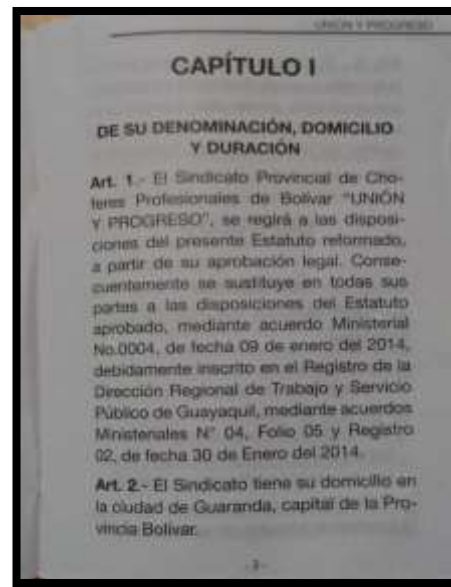 UNIÓN Y PROGRESO
CAPÍTULO I
DE SU DENOMINACIÓN, DOMICILIO
Y DURACIÓN
Art. 1.- El Sindicato Provincial de Cho-
feres Profesionales de Bolívar "UNIÓN
Y PROGRESO", se regirá a las disposi-
ciones del presente Estatuto reformado,
a partir de su aprobación legal. Conse-
cuentemente se sustituye en todas sus
partes a las disposiciones del Estatuto
aprobado, mediante acuerdo Ministerial
No.0004, de fecha 09 de enero del 2014,
debidamente inscrito en el Registro de la
Dirección Regional de Trabajo y Servicio
Público de Guayaquil, mediante acuerdos
Ministeriales N° 04, Folio 05 y Registro
02, de fecha 30 de Enero del 2014.
Art. 2.- El Sindicato tiene su domicilio en
la ciudad de Guaranda, capital de la Pro-
vincia Bolívar.